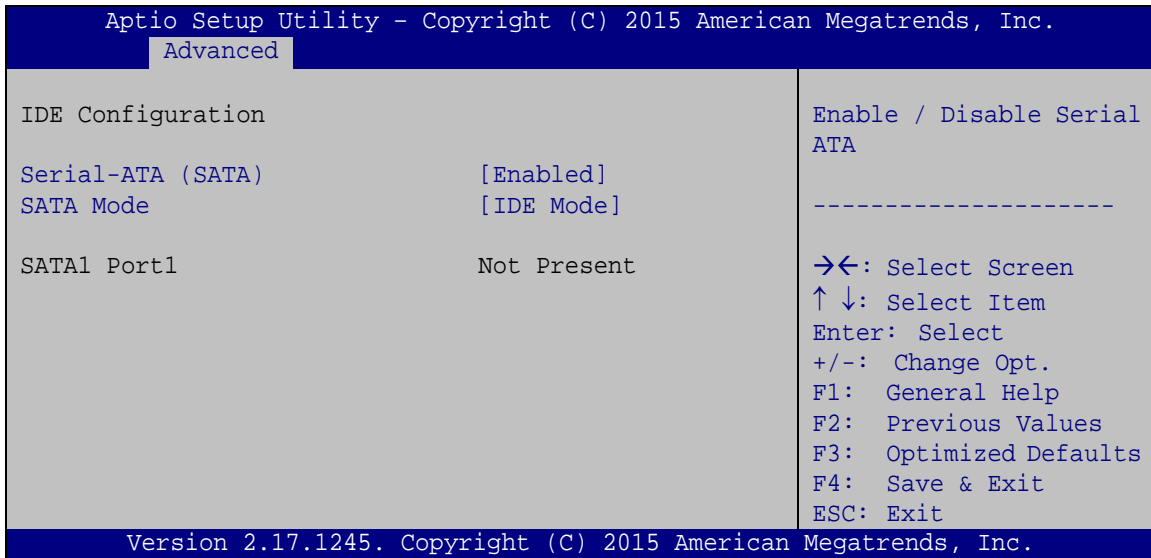 Aptio Setup Utility – Copyright (C) 2015 American Megatrends, Inc.
Advanced
IDE Configuration
Serial-ATA (SATA) [Enabled]
SATA Mode [IDE Mode]
SATA1 Port1 Not Present
Enable / Disable Serial
ATA
---------------------
→←: Select Screen
↑ ↓: Select Item
Enter: Select
+/-: Change Opt.
F1: General Help
F2: Previous Values
F3: Optimized Defaults
F4: Save & Exit
ESC: Exit
Version 2.17.1245. Copyright (C) 2015 American Megatrends, Inc.